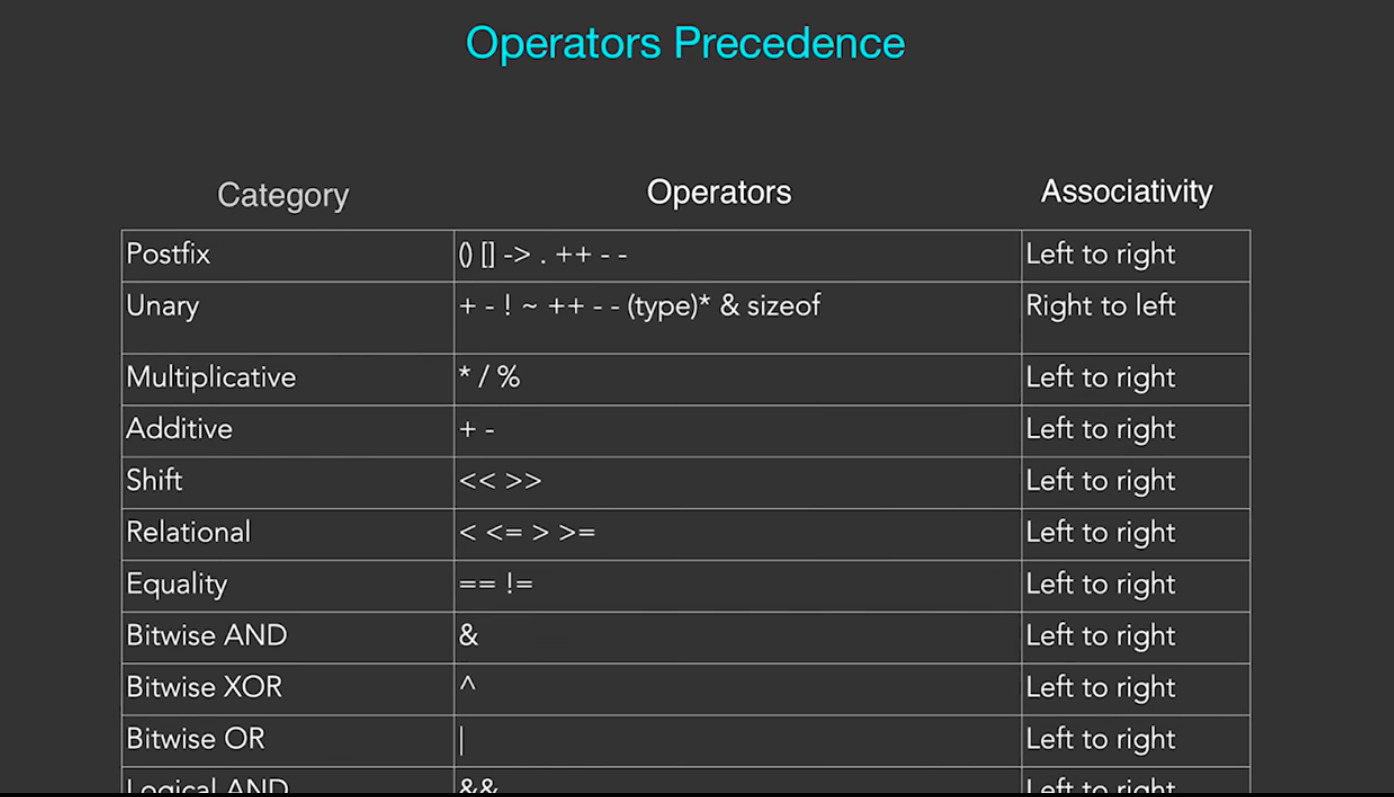 Operators Precedence
Category Operators Associativity
Postfix () [] -> . ++ - - Left to right
Unary + - ! ~ ++ - - (type)* & sizeof Right to left
Multiplicative * / % Left to right
Additive + - Left to right
Shift << >> Left to right
Relational < <= > >= Left to right
Equality == != Left to right
Bitwise AND & Left to right
Bitwise XOR ^ Left to right
Bitwise OR | Left to right
Logical AND && Left to right